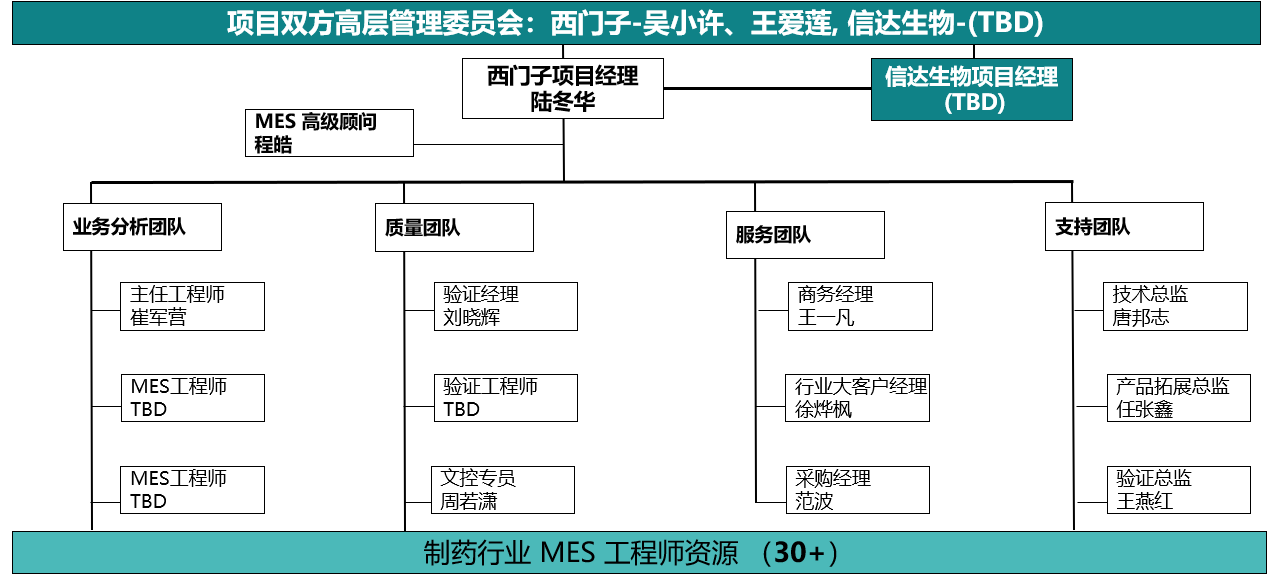 项目双方高层管理委员会：西门子-吴小许、王爱莲, 信达生物-(TBD)
西门子项目经理
陆冬华
信达生物项目经理
(TBD)
MES 高级顾问
程皓
业务分析团队
主任工程师
崔军营
MES工程师
TBD
MES工程师
TBD
质量团队
验证经理
刘晓辉
验证工程师
TBD
文控专员
周若潇
服务团队
商务经理
王一凡
行业大客户经理
徐烨枫
采购经理
范波
支持团队
技术总监
唐邦志
产品拓展总监
任张鑫
验证总监
王燕红
制药行业 MES 工程师资源 （30+）